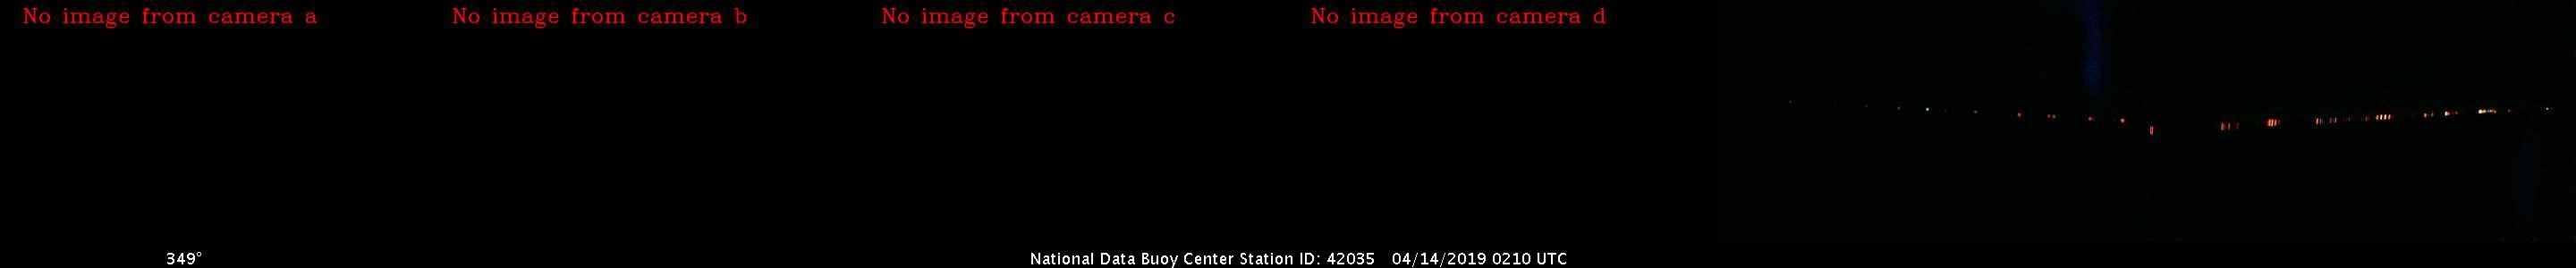 No image from camera a
No image from camera b
No image from camera c
No image from camera d
349°
National Data Buoy Center Station ID: 42035 04/14/2019 0210 UTC